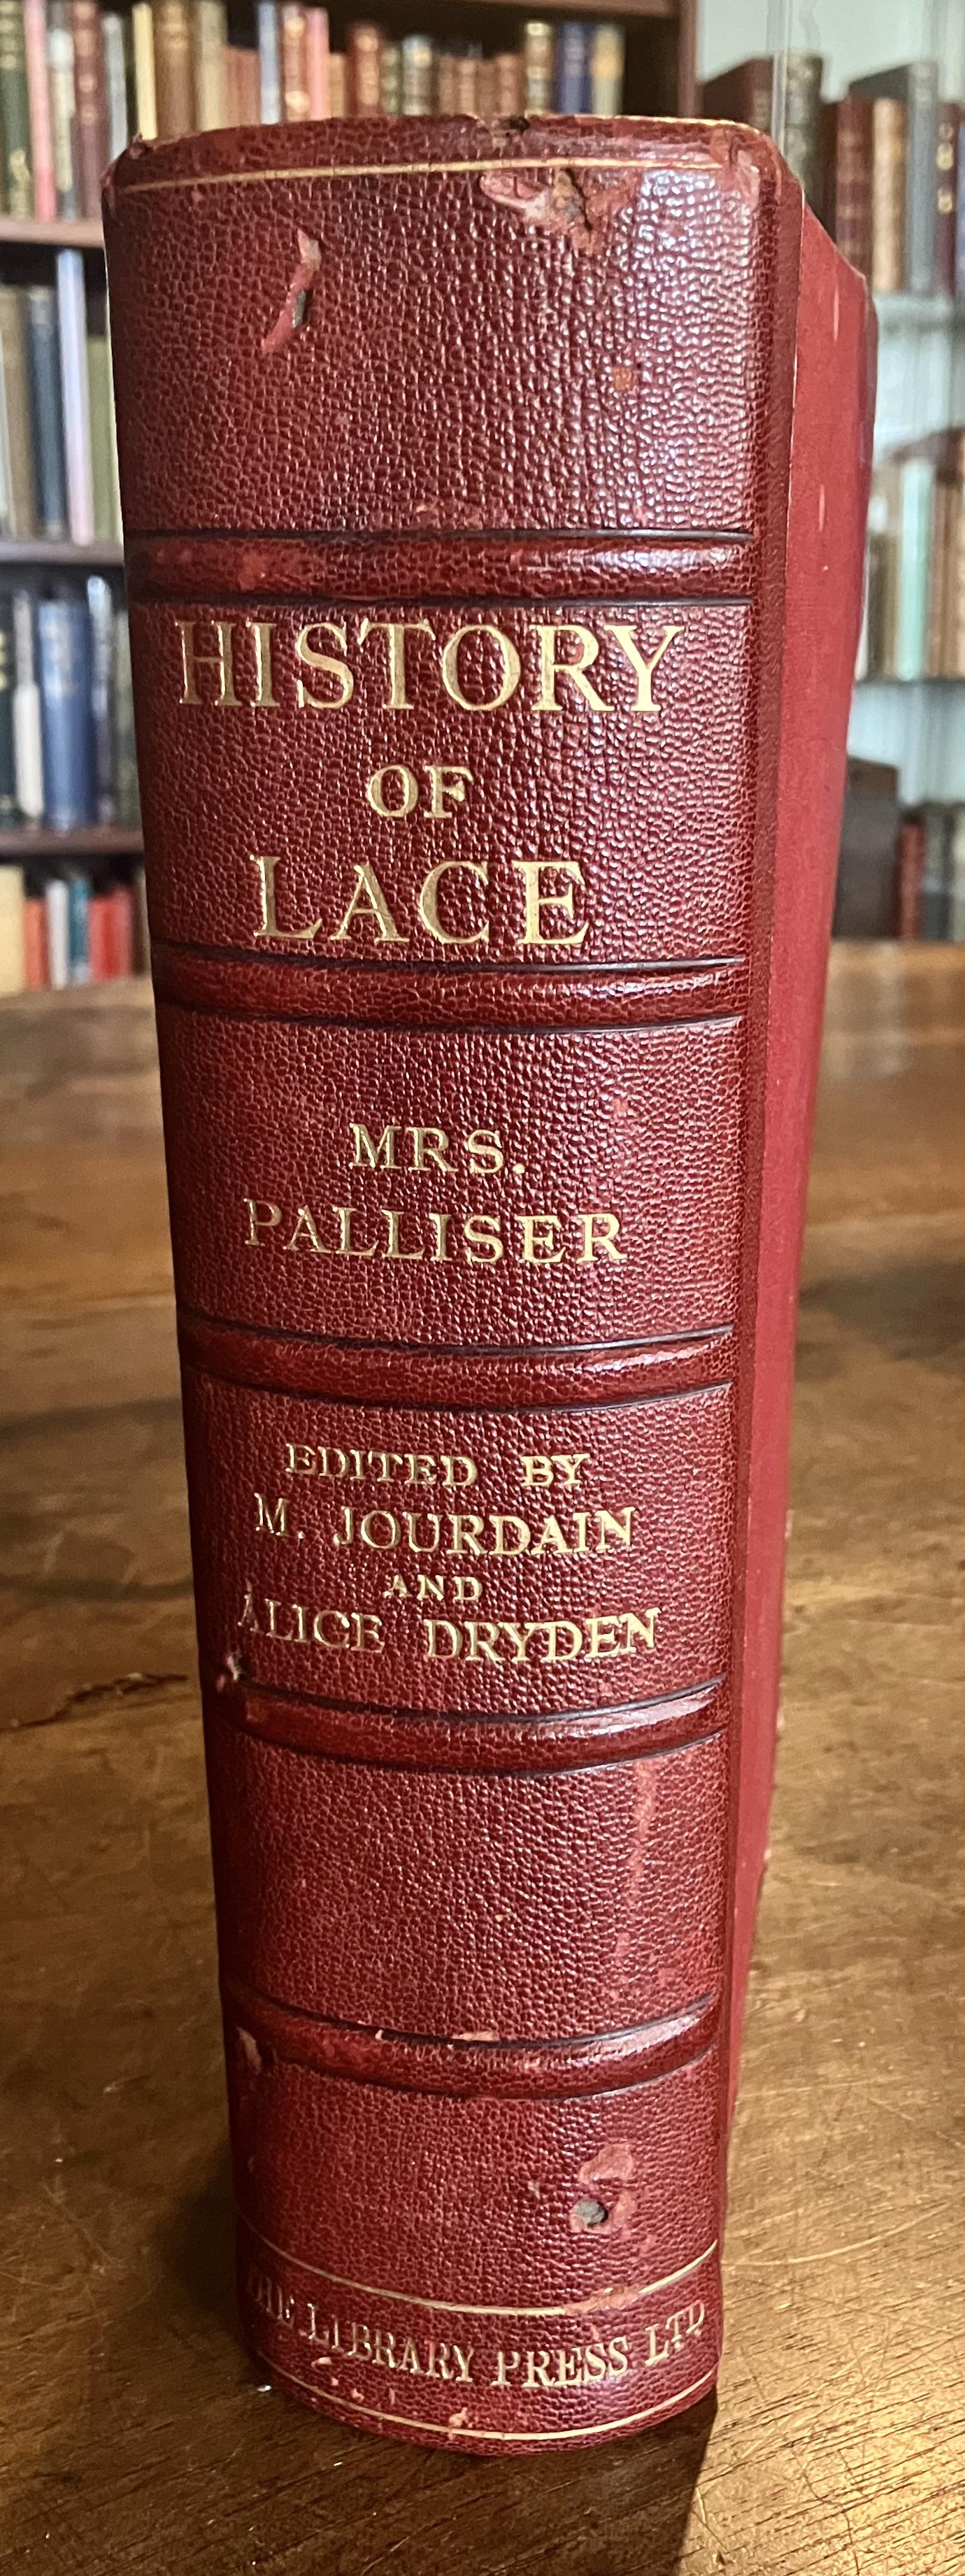 HISTORY
OF
LACE
MRS.
PALLISER
EDITED BY
M. JOURDAIN
AND
ALICE DRYDEN
THE LIBRARY PRESS LTD